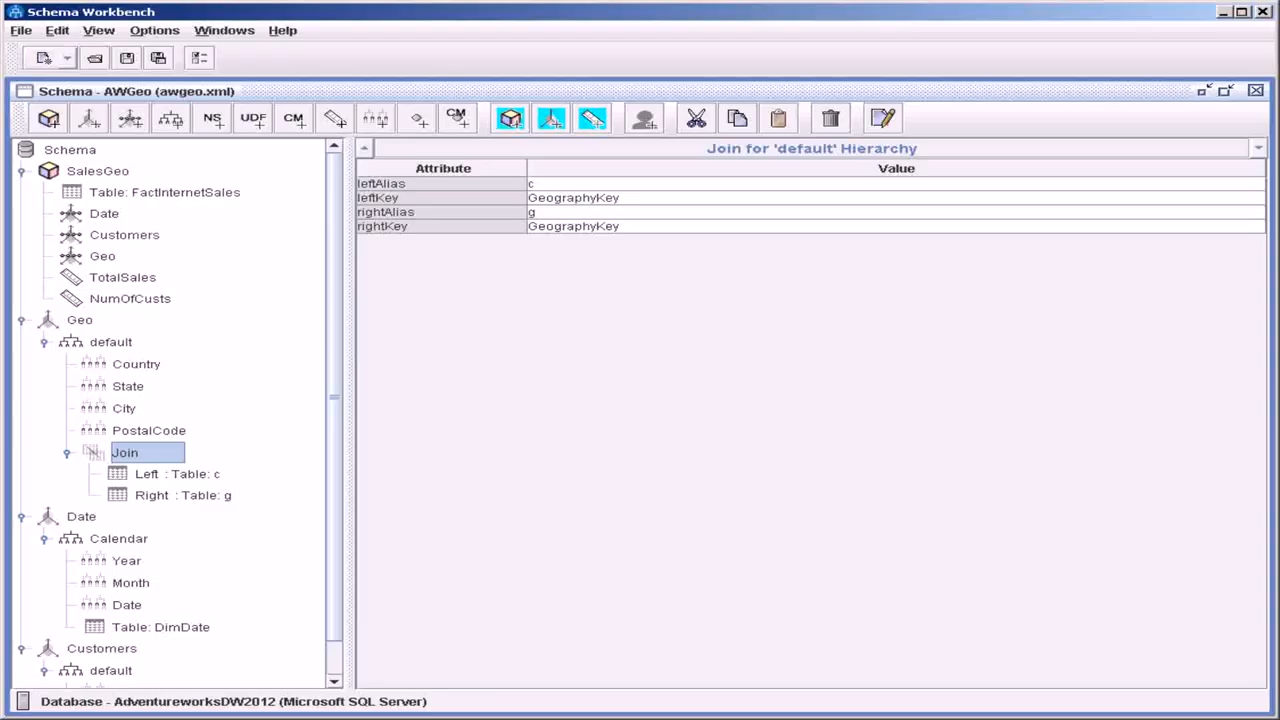 Schema Workbench
File Edit View Options Windows Help
Schema - AWGeo (awgeo.xml)
NS UDF CM CM
Schema
SalesGeo
Table: FactInternetSales
Date
Customers
Geo
TotalSales
NumOfCusts
Geo
default
Country
State
City
PostalCode
Join
Left : Table: c
Right : Table: g
Date
Calendar
Year
Month
Date
Table: DimDate
Customers
default
Join for 'default' Hierarchy
Attribute Value
leftAlias c
leftKey GeographyKey
rightAlias g
rightKey GeographyKey
Database - AdventureworksDW2012 (Microsoft SQL Server)